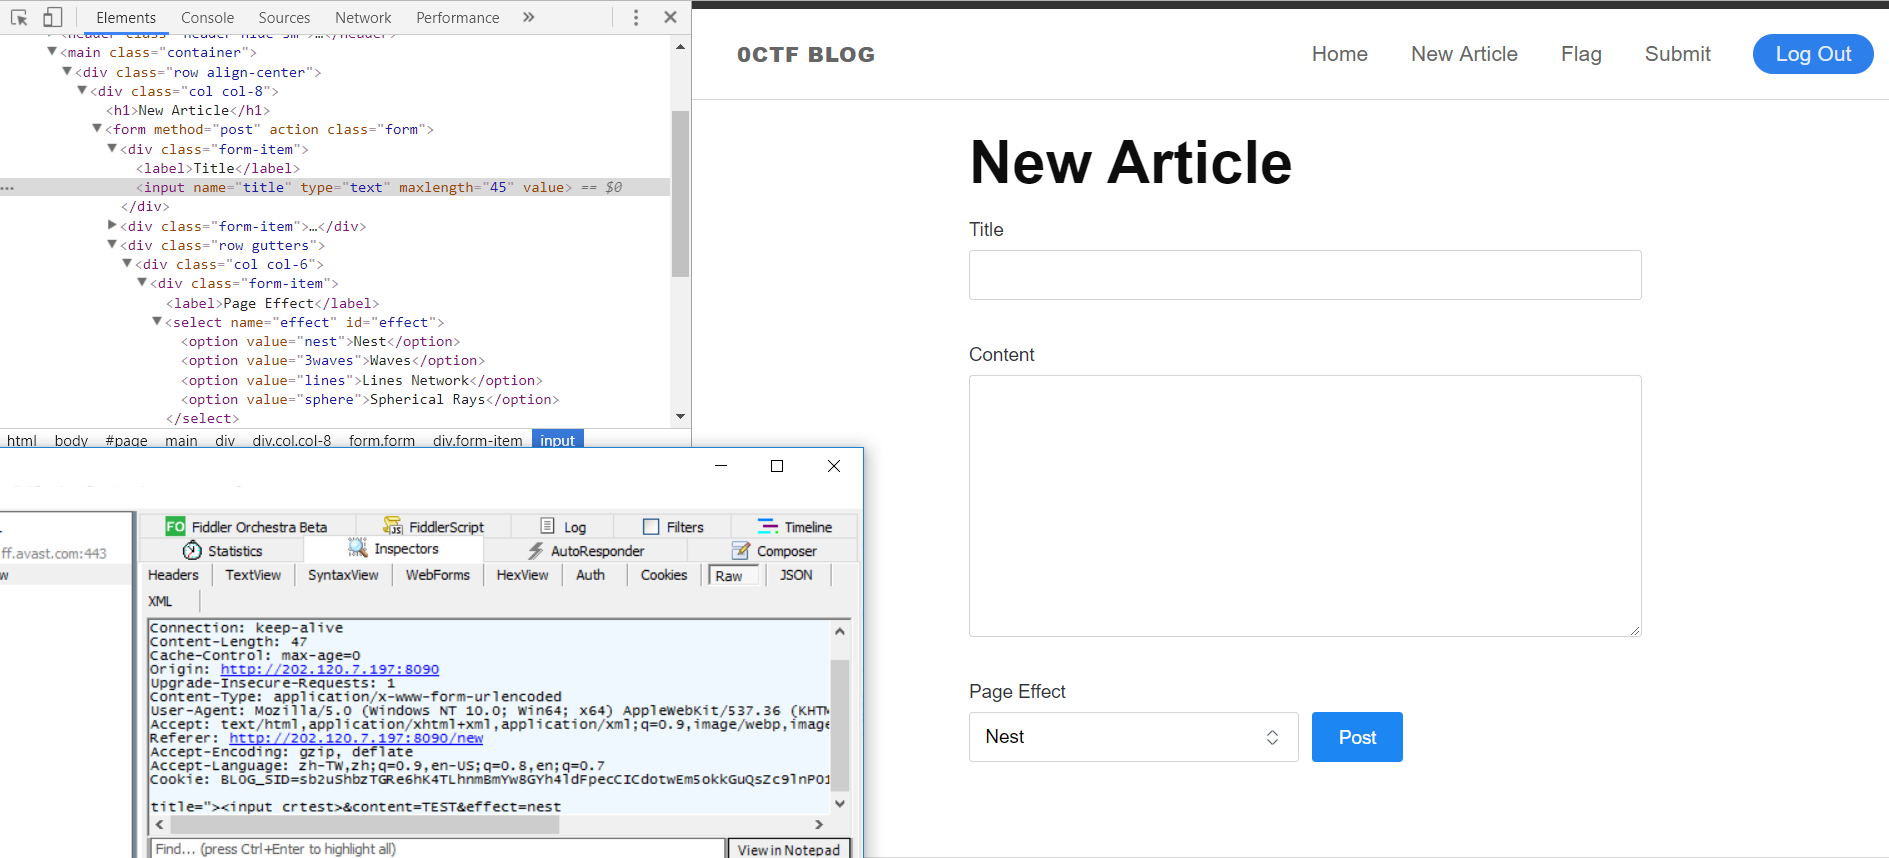 Elements Console Sources Network Performance »
<main class="container">
<div class="row align-center">
<div class="col col-8">
<h1>New Article</h1>
<form method="post" action class="form">
<div class="form-item">
<label>Title</label>
... <input name="title" type="text" maxlength="45" value> == $0
</div>
<div class="form-item">…</div>
<div class="row gutters">
<div class="col col-6">
<div class="form-item">
<label>Page Effect</label>
<select name="effect" id="effect">
<option value="nest">Nest</option>
<option value="3waves">Waves</option>
<option value="lines">Lines Network</option>
<option value="sphere">Spherical Rays</option>
</select>
html body #page main div div.col.col-8 form.form div.form-item input
0CTF BLOG Home New Article Flag Submit Log Out
New Article
Title
Content
Page Effect
Nest Post
ff.avast.com:443
w
FO Fiddler Orchestra Beta JS FiddlerScript Log Filters Timeline
Statistics Inspectors AutoResponder Composer
Headers TextView SyntaxView WebForms HexView Auth Cookies Raw JSON
XML
Connection: keep-alive
Content-Length: 47
Cache-Control: max-age=0
Origin: http://202.120.7.197:8090
Upgrade-Insecure-Requests: 1
Content-Type: application/x-www-form-urlencoded
User-Agent: Mozilla/5.0 (Windows NT 10.0; Win64; x64) AppleWebKit/537.36 (KHTM
Accept: text/html,application/xhtml+xml,application/xml;q=0.9,image/webp,image
Referer: http://202.120.7.197:8090/new
Accept-Encoding: gzip, deflate
Accept-Language: zh-TW,zh;q=0.9,en-US;q=0.8,en;q=0.7
Cookie:
title="><input crtest>&content=TEST&effect=nest
Find... (press Ctrl+Enter to highlight all) View in Notepad